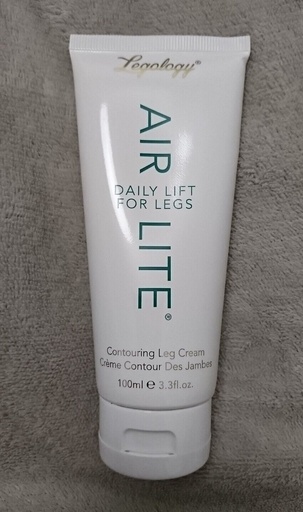 Legology®
AIR LITE®
DAILY LIFT
FOR LEGS
Contouring Leg Cream
Crème Contour Des Jambes
100ml ℮ 3.3fl.oz.